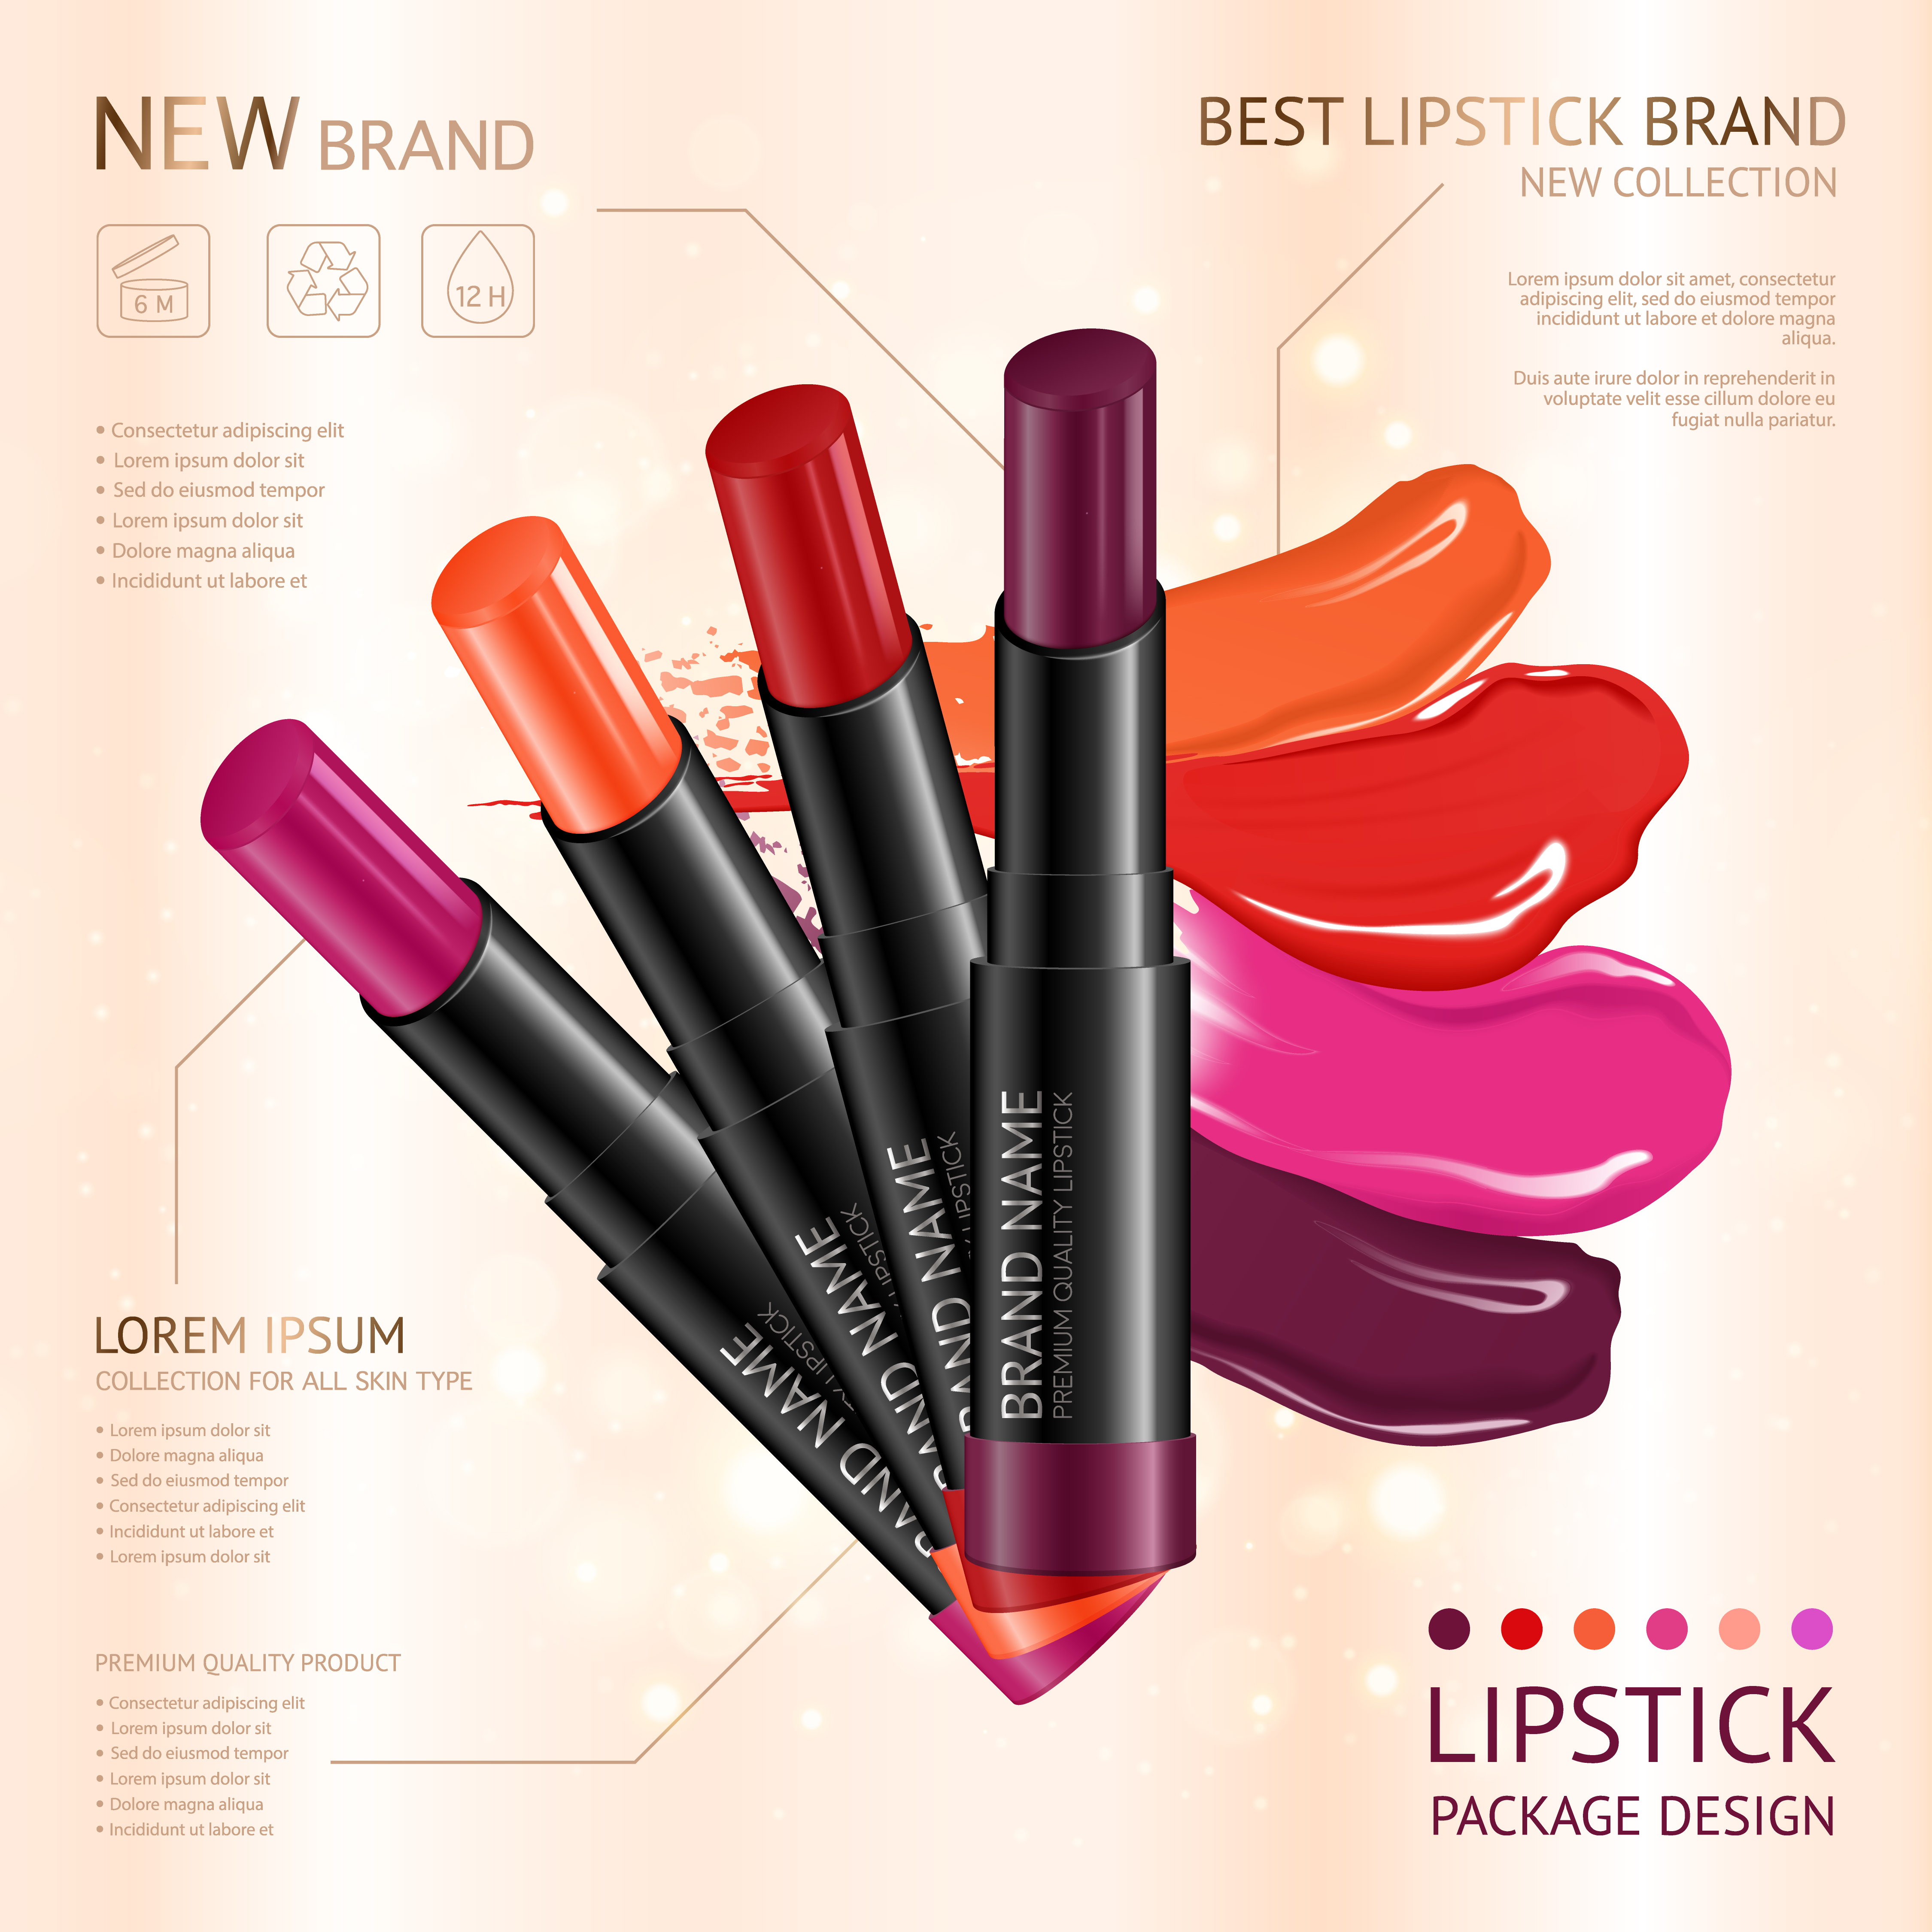 NEW BRAND
6 M
12 H
• Consectetur adipiscing elit
• Lorem ipsum dolor sit
• Sed do eiusmod tempor
• Lorem ipsum dolor sit
• Dolore magna aliqua
• Incididunt ut labore et
BEST LIPSTICK BRAND
NEW COLLECTION
Lorem ipsum dolor sit amet, consectetur
adipiscing elit, sed do eiusmod tempor
incididunt ut labore et dolore magna
aliqua.
Duis aute irure dolor in reprehenderit in
voluptate velit esse cillum dolore eu
fugiat nulla pariatur.
BRAND NAME
LIPSTICK
BRAND NAME
LIPSTICK
BRAND NAME
LIPSTICK
BRAND NAME
PREMIUM QUALITY LIPSTICK
LOREM IPSUM
COLLECTION FOR ALL SKIN TYPE
• Lorem ipsum dolor sit
• Dolore magna aliqua
• Sed do eiusmod tempor
• Consectetur adipiscing elit
• Incididunt ut labore et
• Lorem ipsum dolor sit
PREMIUM QUALITY PRODUCT
• Consectetur adipiscing elit
• Lorem ipsum dolor sit
• Sed do eiusmod tempor
• Lorem ipsum dolor sit
• Dolore magna aliqua
• Incididunt ut labore et
LIPSTICK
PACKAGE DESIGN